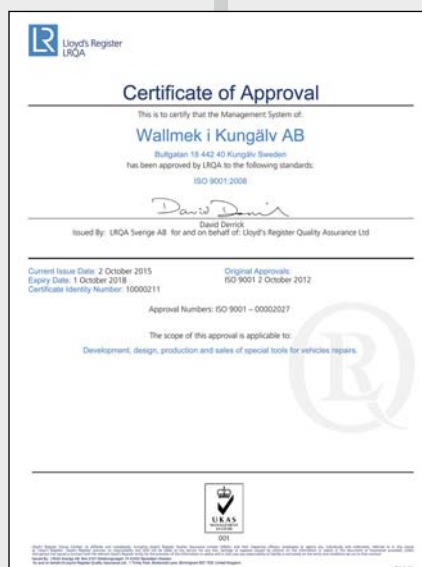 LR
Lloyd's Register
LRQA
Certificate of Approval
This is to certify that the Management System of:
Wallmek i Kungälv AB
Bultgatan 18 442 40 Kungälv Sweden
has been approved by LRQA to the following standards:
ISO 9001:2008
David Derrick
Issued By: LRQA Sverige AB for and on behalf of: Lloyd's Register Quality Assurance Ltd
Current Issue Date: 2 October 2015
Expiry Date: 1 October 2018
Certificate Identity Number: 10000211
Original Approvals:
ISO 9001 2 October 2012
Approval Numbers: ISO 9001 – 00002027
The scope of this approval is applicable to:
Development, design, production and sales of special tools for vehicles repairs.
UKAS
MANAGEMENT
SYSTEMS
001